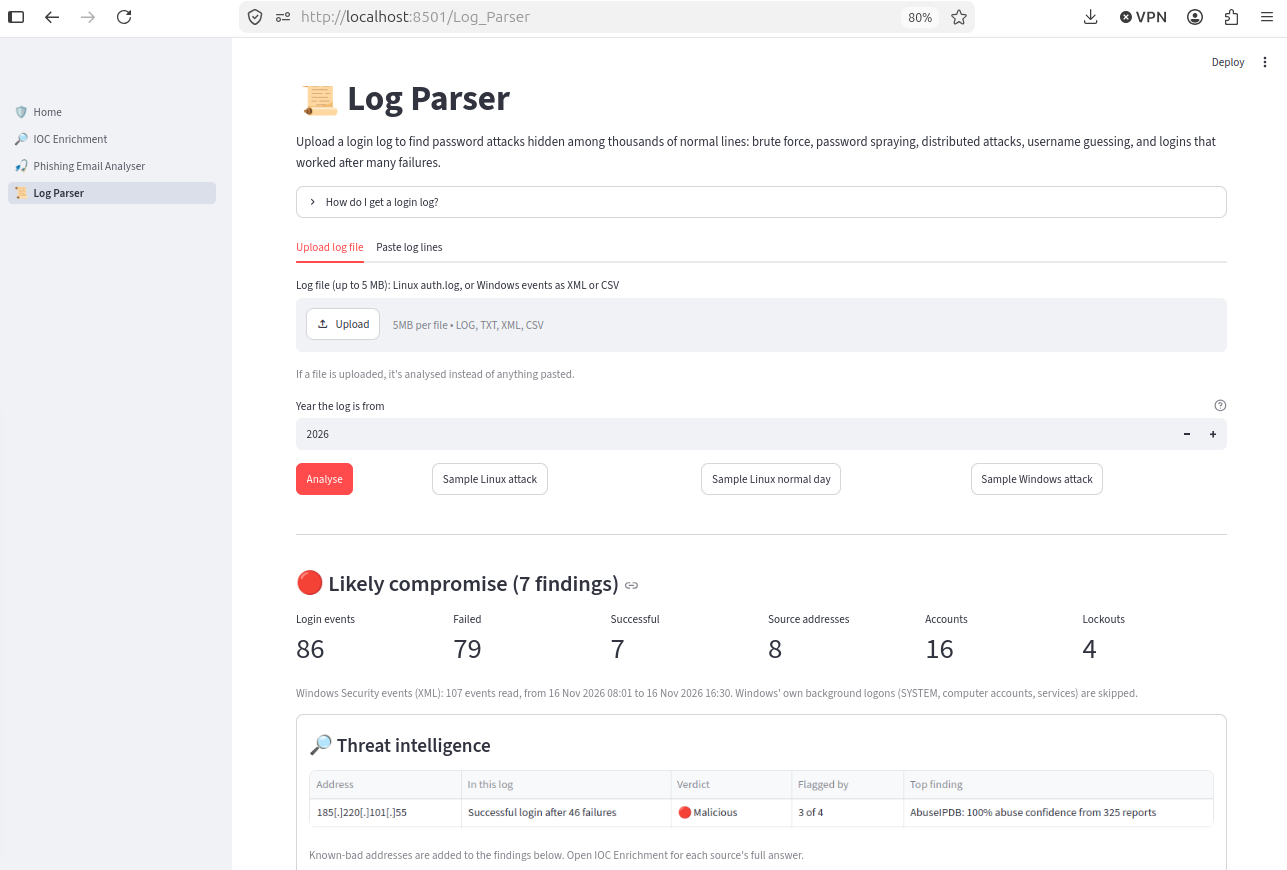 http://localhost:8501/Log_Parser
80%
VPN
Deploy
Home
IOC Enrichment
Phishing Email Analyser
Log Parser
Log Parser
Upload a login log to find password attacks hidden among thousands of normal lines: brute force, password spraying, distributed attacks, username guessing, and logins that
worked after many failures.
How do I get a login log?
Upload log file
Paste log lines
Log file (up to 5 MB): Linux auth.log, or Windows events as XML or CSV
Upload
5MB per file • LOG, TXT, XML, CSV
If a file is uploaded, it's analysed instead of anything pasted.
Year the log is from
2026
Analyse
Sample Linux attack
Sample Linux normal day
Sample Windows attack
Likely compromise (7 findings)
Login events
Failed
Successful
Source addresses
Accounts
Lockouts
86
79
7
8
16
4
Windows Security events (XML): 107 events read, from 16 Nov 2026 08:01 to 16 Nov 2026 16:30. Windows' own background logons (SYSTEM, computer accounts, services) are skipped.
Threat intelligence
Address
In this log
Verdict
Flagged by
Top finding
185[.]220[.]101[.]55
Successful login after 46 failures
Malicious
3 of 4
AbuseIPDB: 100% abuse confidence from 325 reports
Known-bad addresses are added to the findings below. Open IOC Enrichment for each source's full answer.